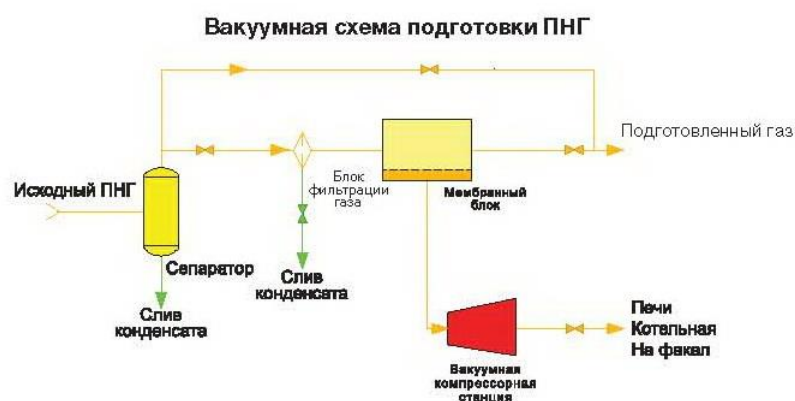 Вакуумная схема подготовки ПНГ
Подготовленный газ
Исходный ПНГ
Блок
фильтрации
газа
Мембранный
блок
Сепаратор
Слив
конденсата
Слив
конденсата
Печи
Котельная
На факал
Вакуумная
компрессорная
станция